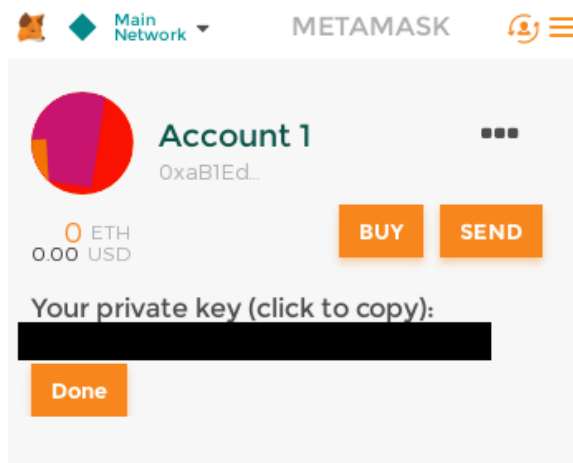 Main
Network
METAMASK
Account 1
0xaB1Ed...
0 ETH
0.00 USD
BUY
SEND
Your private key (click to copy):
Done